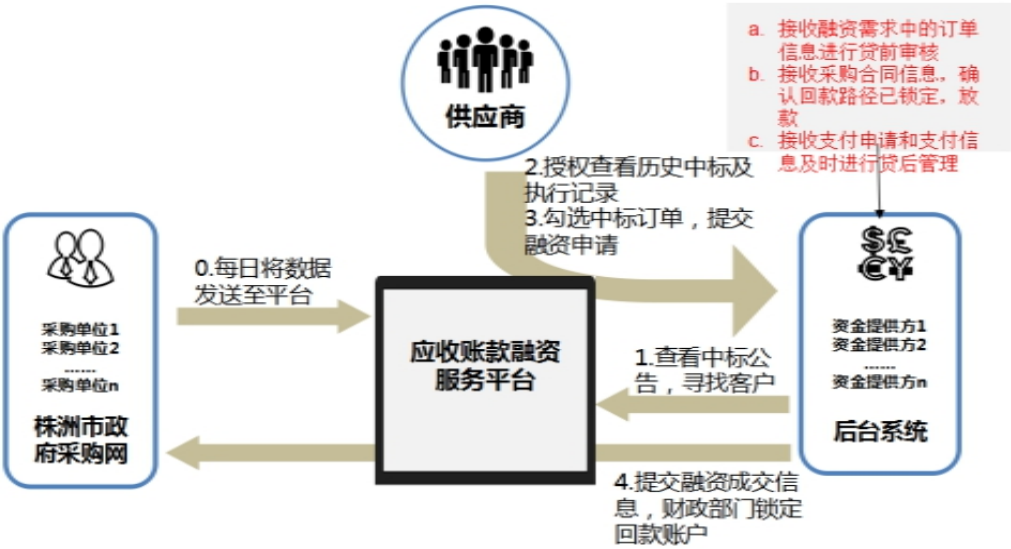 供应商
a. 接收融资需求中的订单
信息进行贷前审核
b. 接收采购合同信息，确
认回款路径已锁定，放
款
c. 接收支付申请和支付信
息及时进行贷后管理
2.授权查看历史中标及
执行记录
3.勾选中标订单，提交
融资申请
采购单位1
采购单位2
......
采购单位n
株洲市政
府采购网
0.每日将数据
发送至平台
应收账款融资
服务平台
1.查看中标公
告，寻找客户
$£
€¥
资金提供方1
资金提供方2
......
资金提供方n
后台系统
4.提交融资成交信
息，财政部门锁定
回款账户